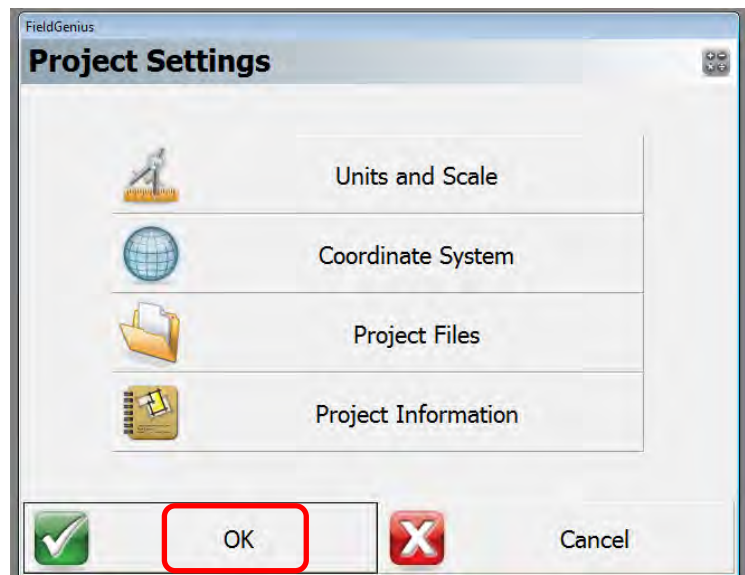 FieldGenius
Project Settings
Units and Scale
Coordinate System
Project Files
Project Information
OK Cancel